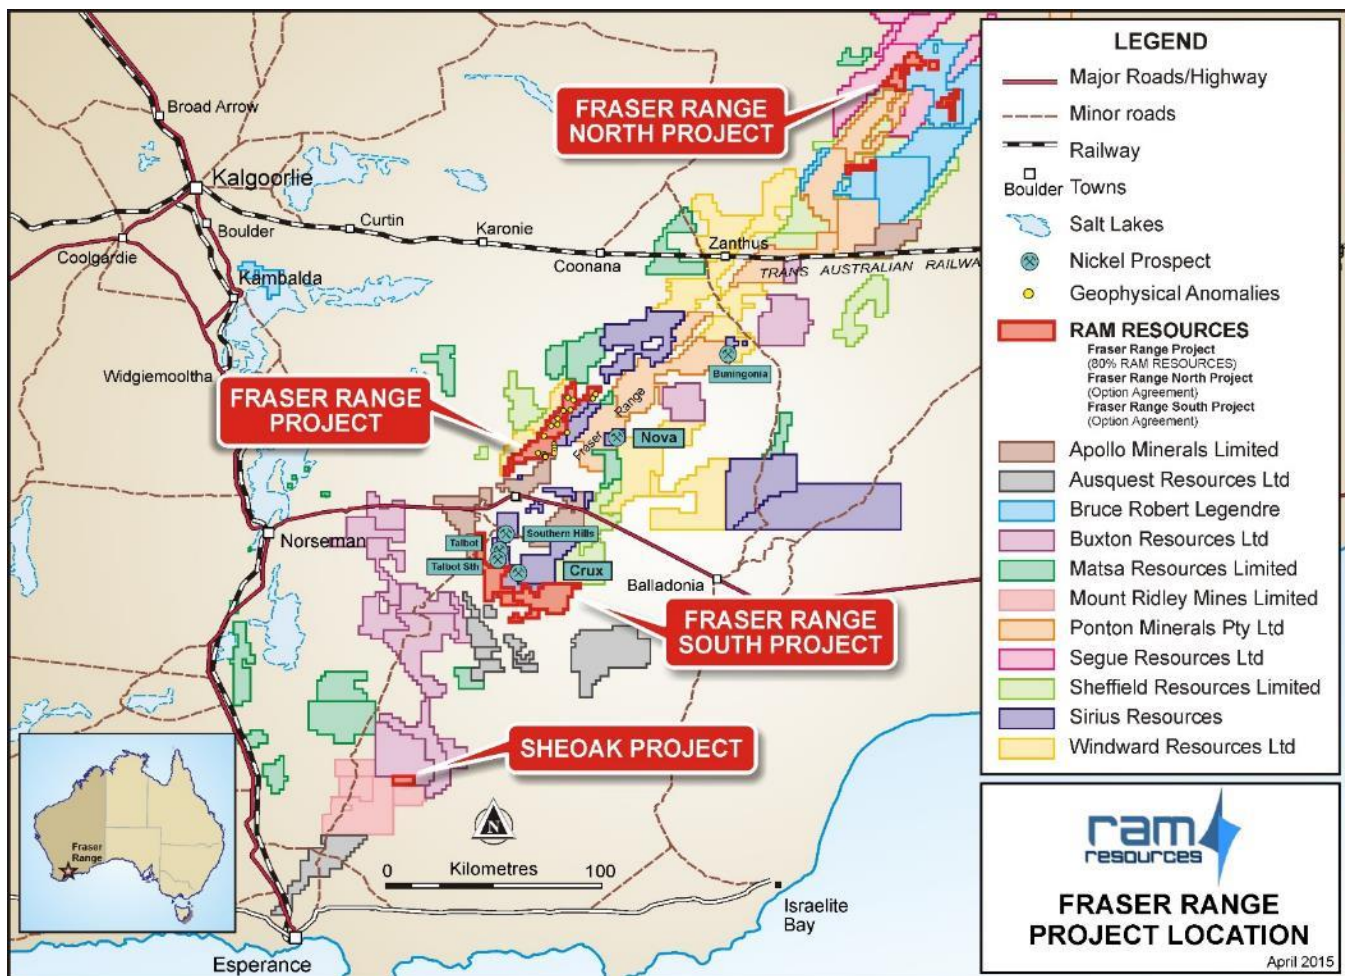 Broad Arrow
Kalgoorlie
Boulder
Coolgardie
Kambalda
Curtin
Karonie
Coonana
Zanthus
TRANS AUSTRALIAN RAILWA
Widgiemooltha
Norseman
Balladonia
Esperance
Israelite
Bay
FRASER RANGE
NORTH PROJECT
FRASER RANGE
PROJECT
Fraser Range
Buningonia
Nova
Southern Hills
Talbot
Talbot Sth
Crux
FRASER RANGE
SOUTH PROJECT
SHEOAK PROJECT
N
Kilometres
0
100
Fraser
Range
LEGEND
Major Roads/Highway
Minor roads
Railway
Boulder
Towns
Salt Lakes
Nickel Prospect
Geophysical Anomalies
RAM RESOURCES
Fraser Range Project
(80% RAM RESOURCES)
Fraser Range North Project
(Option Agreement)
Fraser Range South Project
(Option Agreement)
Apollo Minerals Limited
Ausquest Resources Ltd
Bruce Robert Legendre
Buxton Resources Ltd
Matsa Resources Limited
Mount Ridley Mines Limited
Ponton Minerals Pty Ltd
Segue Resources Ltd
Sheffield Resources Limited
Sirius Resources
Windward Resources Ltd
ram
resources
FRASER RANGE
PROJECT LOCATION
April 2015